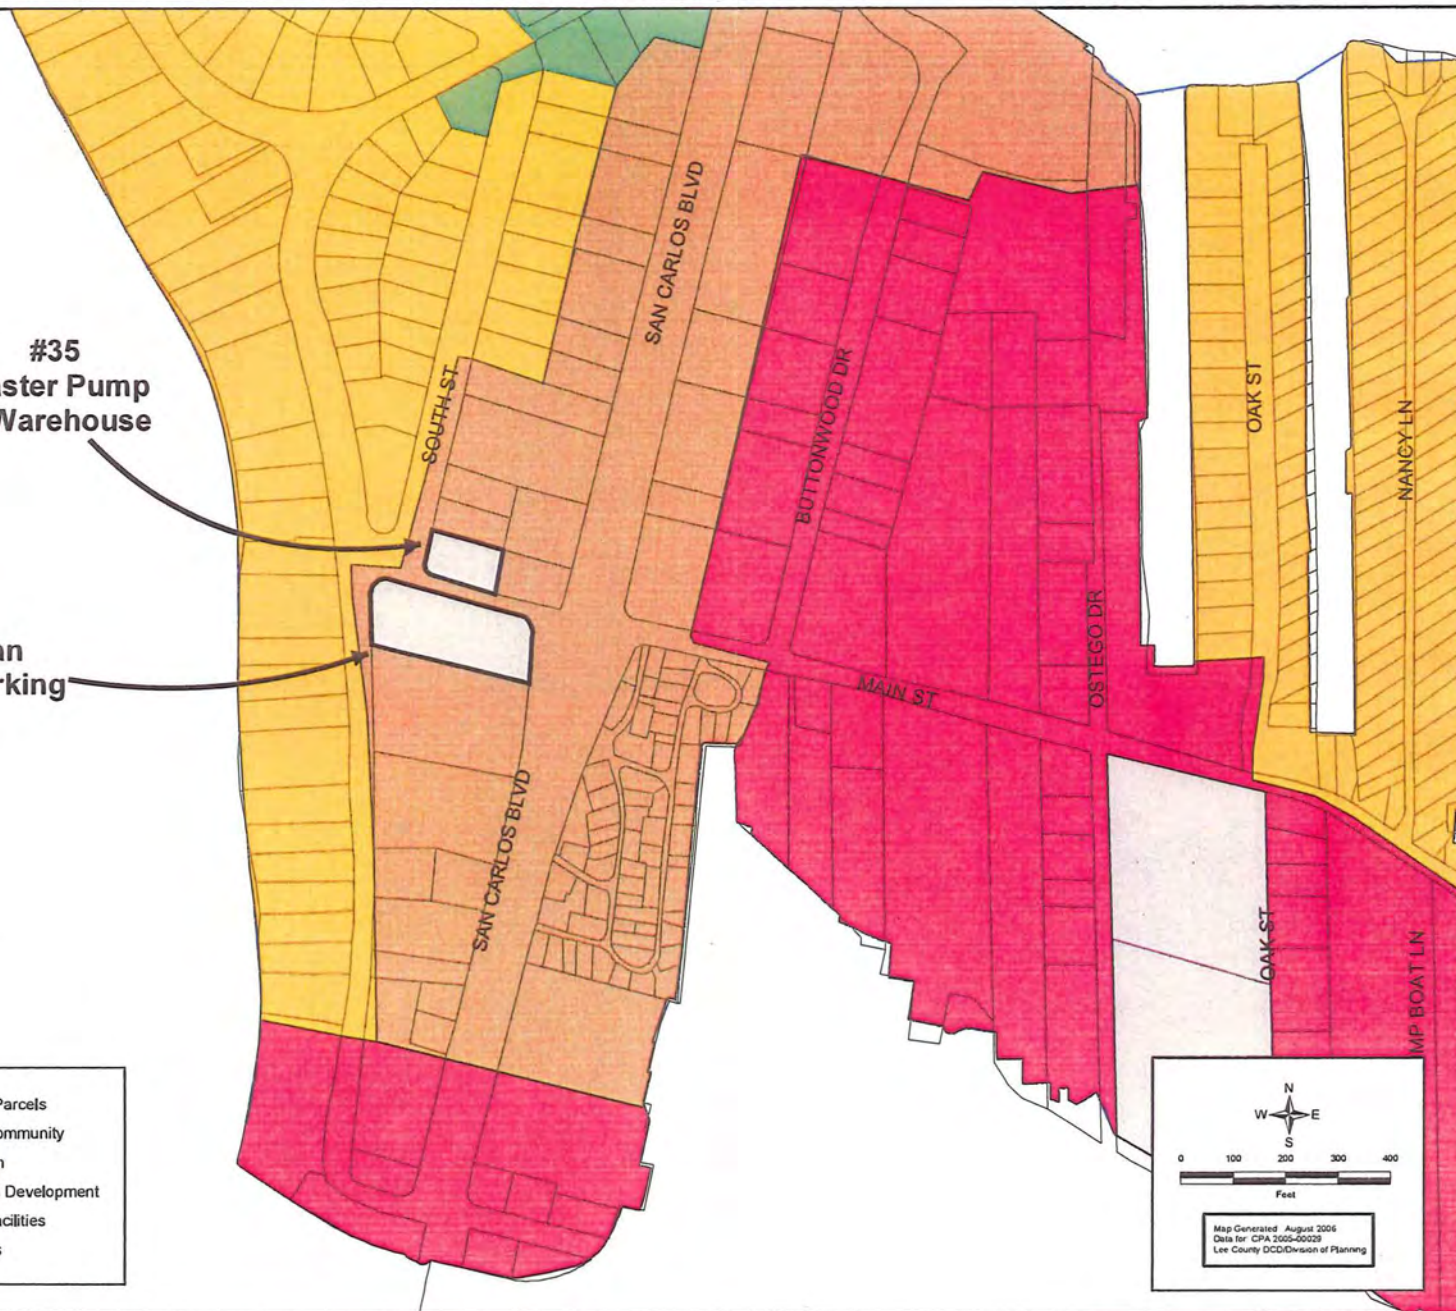 #35
aster Pump
Warehouse
an
rking
SAN CARLOS BLVD
SOUTH ST
BUTTONWOOD DR
OAK ST
NANCY LN
OSTEGO DR
MAIN ST
SAN CARLOS BLVD
OAK ST
MP BOAT LN
Parcels
ommunity
n
Development
cilities
s
N
W E
S
0 100 200 300 400
Feet
Map Generated August 2006
Data for CPA 2005-00029
Lee County DCD/Division of Planning